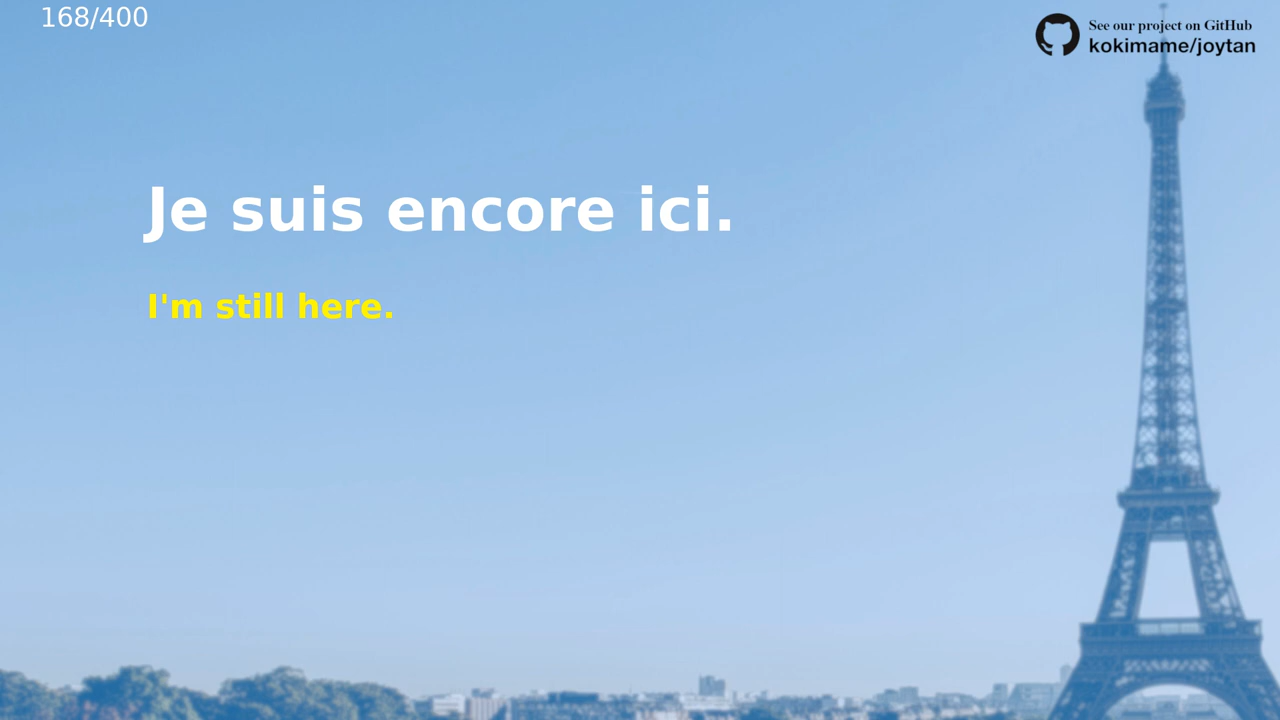 168/400
See our project on GitHub
kokimame/joytan
Je suis encore ici.
I'm still here.